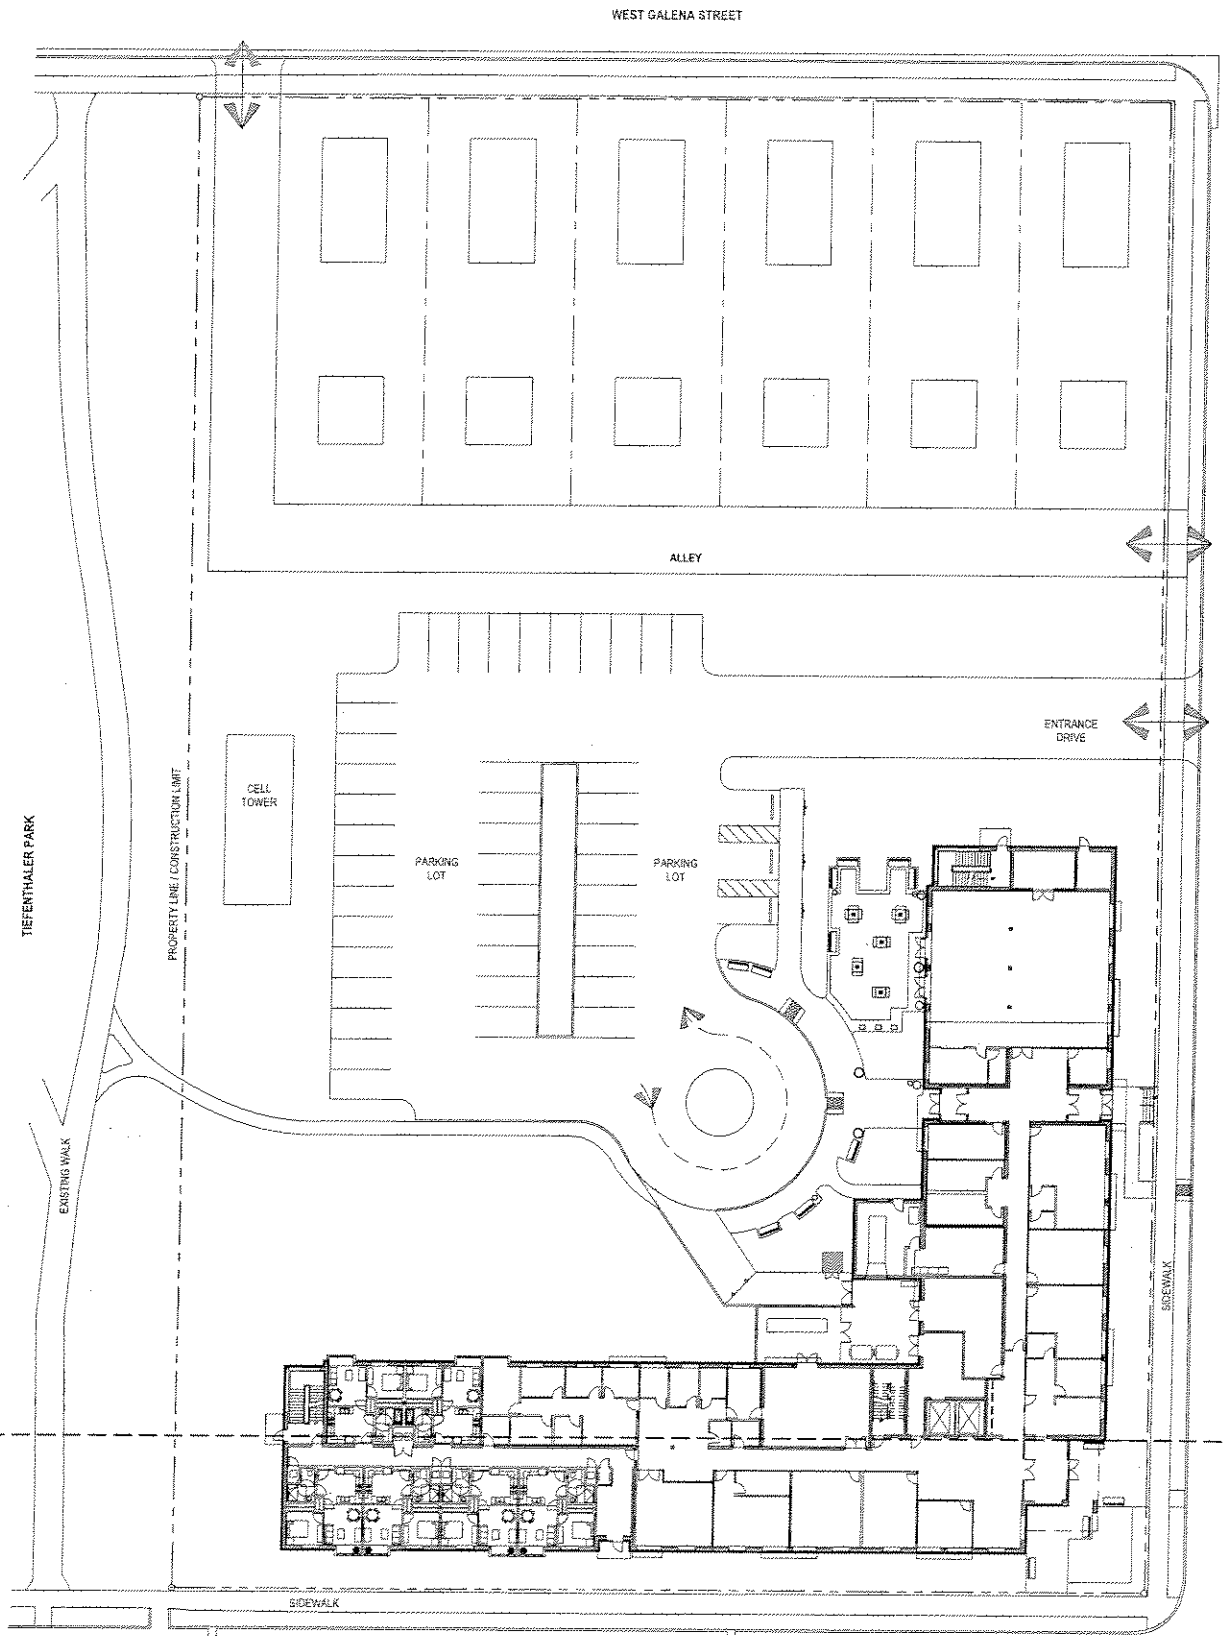 WEST GALENA STREET
ALLEY
ENTRANCE
DRIVE
CELL
TOWER
PARKING
LOT
PARKING
LOT
TIEFENTHALER PARK
PROPERTY LINE / CONSTRUCTION LIMIT
EXISTING WALK
SIDEWALK
SIDEWALK